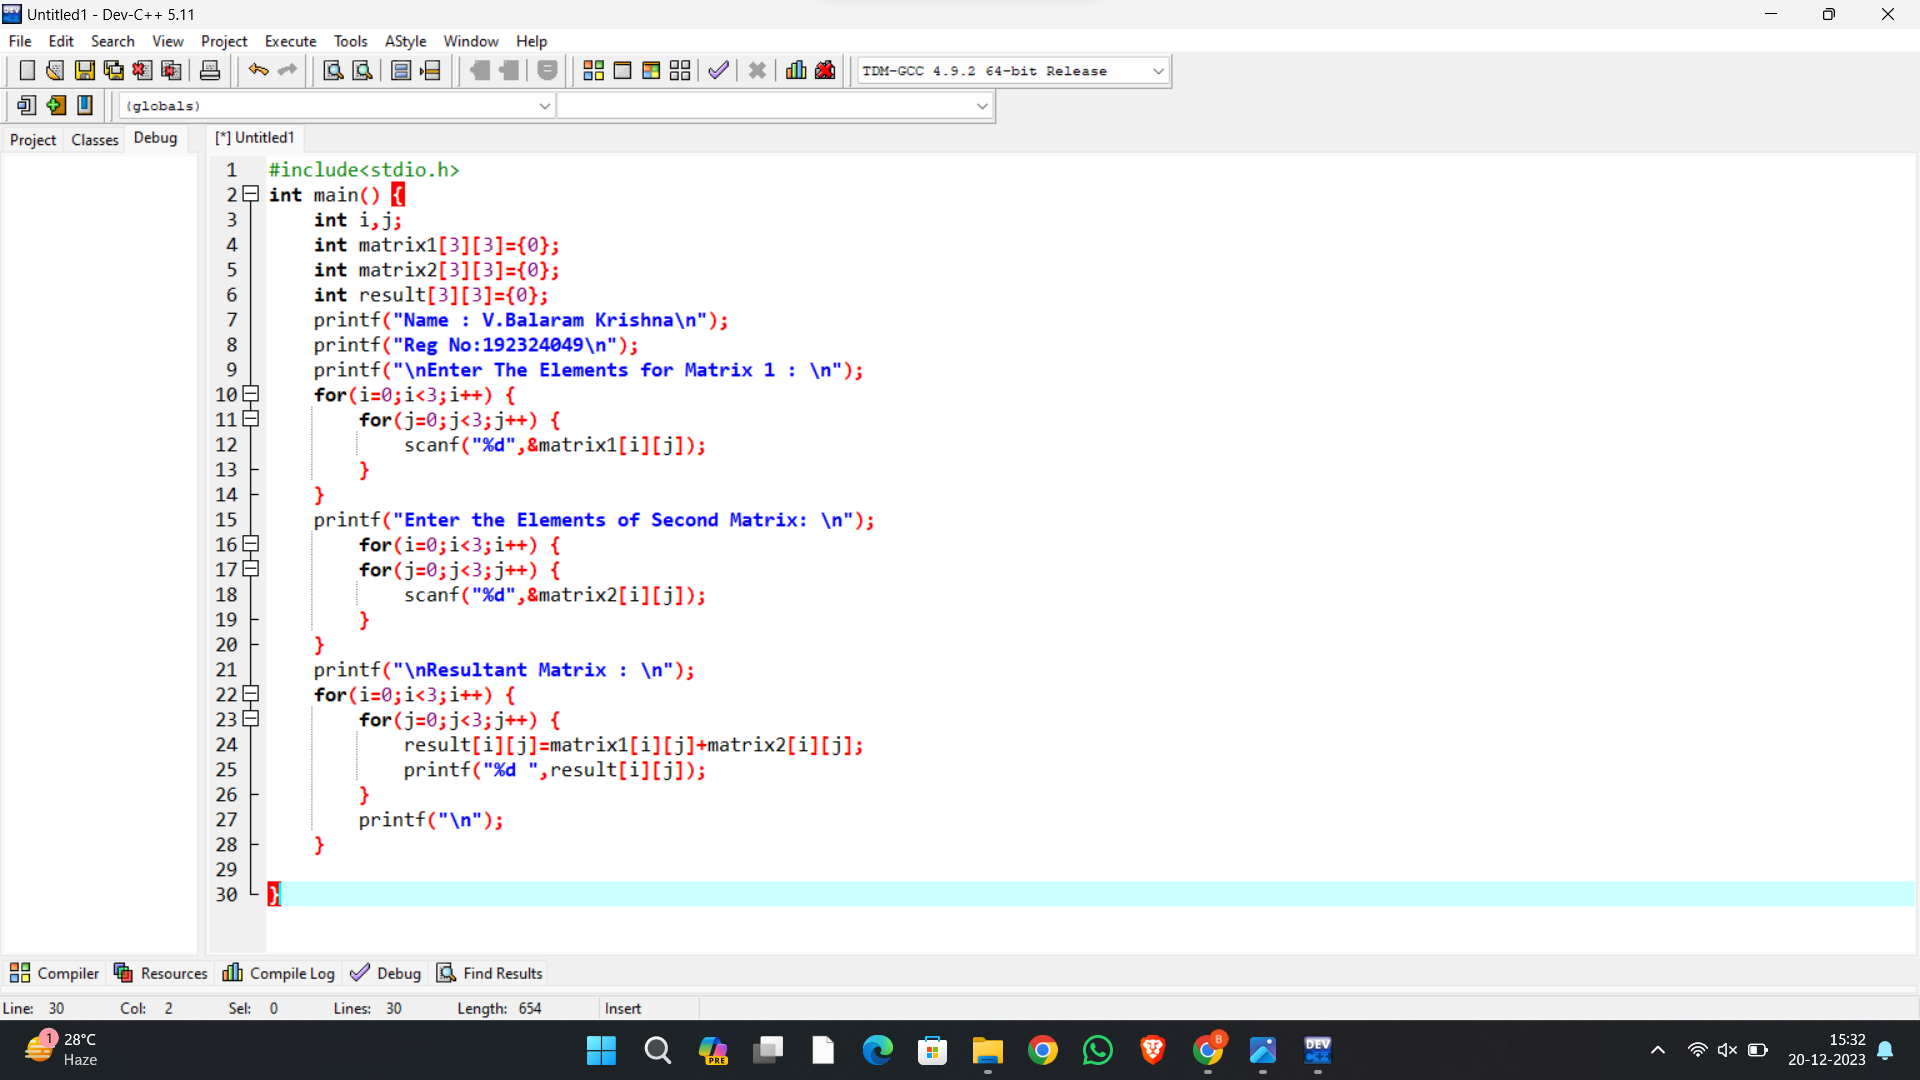 Untitled1 - Dev-C++ 5.11
File Edit Search View Project Execute Tools AStyle Window Help
TDM-GCC 4.9.2 64-bit Release
(globals)
Project Classes Debug [*] Untitled1
1 #include<stdio.h>
2 int main() {
3 int i,j;
4 int matrix1[3][3]={0};
5 int matrix2[3][3]={0};
6 int result[3][3]={0};
7 printf("Name : V.Balaram Krishna\n");
8 printf("Reg No:192324049\n");
9 printf("\nEnter The Elements for Matrix 1 : \n");
10 for(i=0;i<3;i++) {
11 for(j=0;j<3;j++) {
12 scanf("%d",&matrix1[i][j]);
13 }
14 }
15 printf("Enter the Elements of Second Matrix: \n");
16 for(i=0;i<3;i++) {
17 for(j=0;j<3;j++) {
18 scanf("%d",&matrix2[i][j]);
19 }
20 }
21 printf("\nResultant Matrix : \n");
22 for(i=0;i<3;i++) {
23 for(j=0;j<3;j++) {
24 result[i][j]=matrix1[i][j]+matrix2[i][j];
25 printf("%d ",result[i][j]);
26 }
27 printf("\n");
28 }
29
30 }
Compiler Resources Compile Log Debug Find Results
Line: 30 Col: 2 Sel: 0 Lines: 30 Length: 654 Insert
1 28°C
Haze
PRE
B
DEV
C++
15:32
20-12-2023